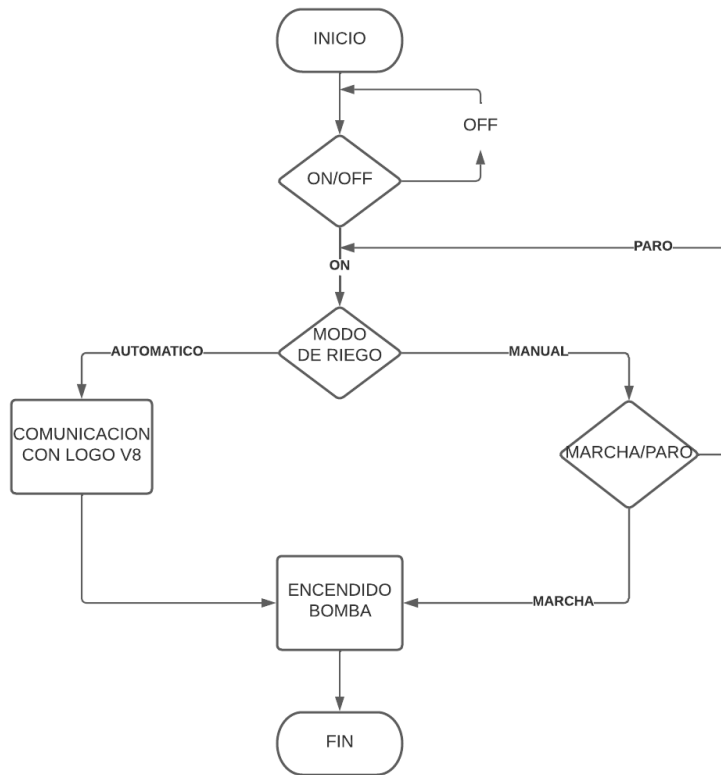 INICIO
OFF
ON/OFF
PARO
ON
MODO
DE RIEGO
AUTOMATICO
MANUAL
COMUNICACION
CON LOGO V8
MARCHA/PARO
ENCENDIDO
BOMBA
MARCHA
FIN